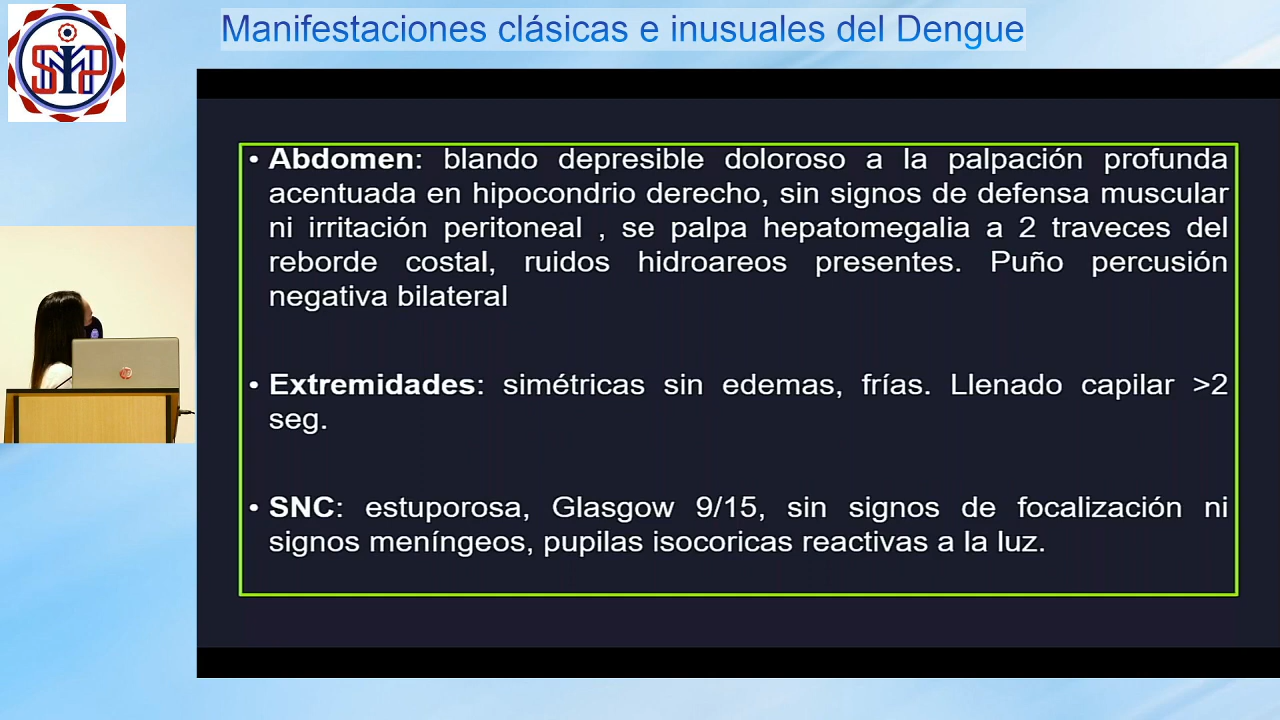 Manifestaciones clásicas e inusuales del Dengue
SMIP
• Abdomen: blando depresible doloroso a la palpación profunda
acentuada en hipocondrio derecho, sin signos de defensa muscular
ni irritación peritoneal , se palpa hepatomegalia a 2 traveces del
reborde costal, ruidos hidroareos presentes. Puño percusión
negativa bilateral
• Extremidades: simétricas sin edemas, frías. Llenado capilar >2
seg.
• SNC: estuporosa, Glasgow 9/15, sin signos de focalización ni
signos meníngeos, pupilas isocoricas reactivas a la luz.